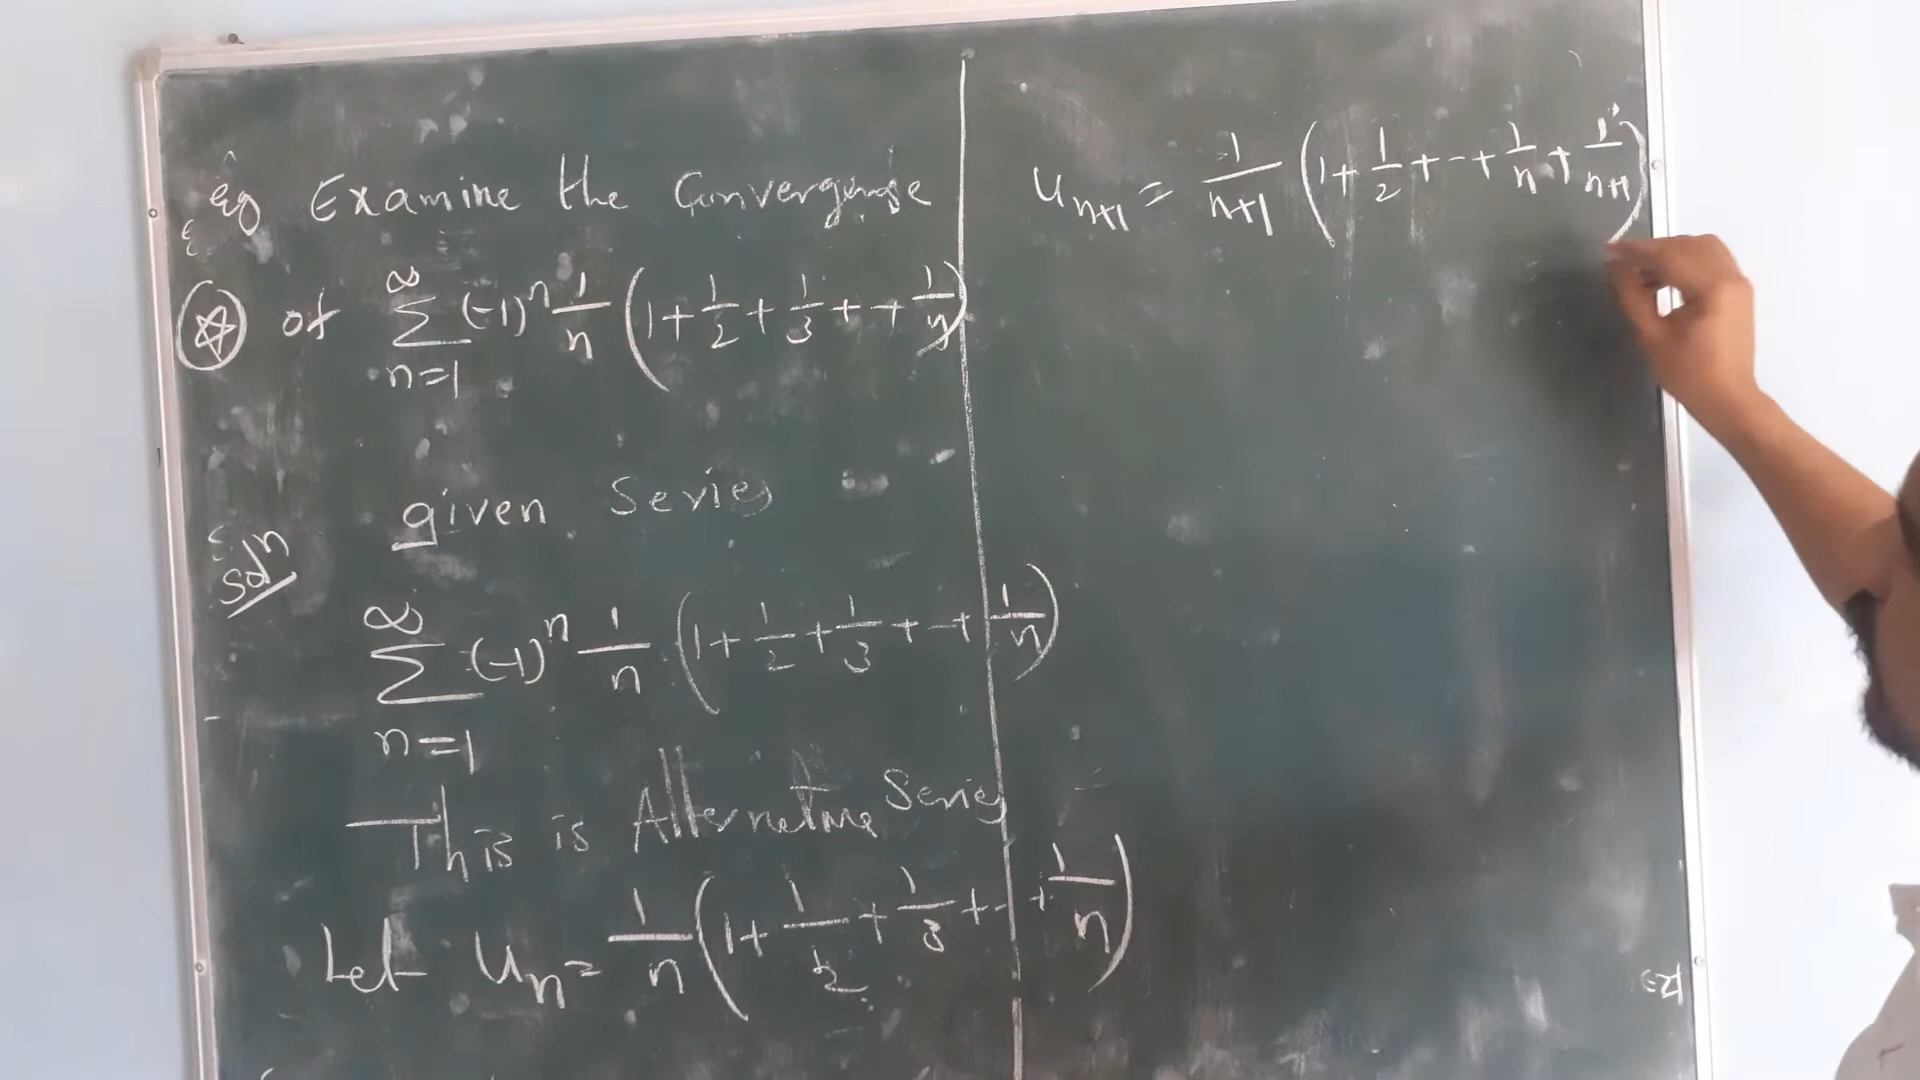 eg Examine the Convergence
of ∑_{n=1}^{∞} (-1)^n 1/n (1+1/2+1/3+-+1/n)
Solⁿ given Series
∑_{n=1}^{∞} (-1)^n 1/n (1+1/2+1/3+-+1/n)
This is Alternative Series
Let Uₙ = 1/n (1+1/2+1/3+-+1/n)
Uₙ₊₁ = 1/(n+1) (1+1/2+-+1/n+1/(n+1))